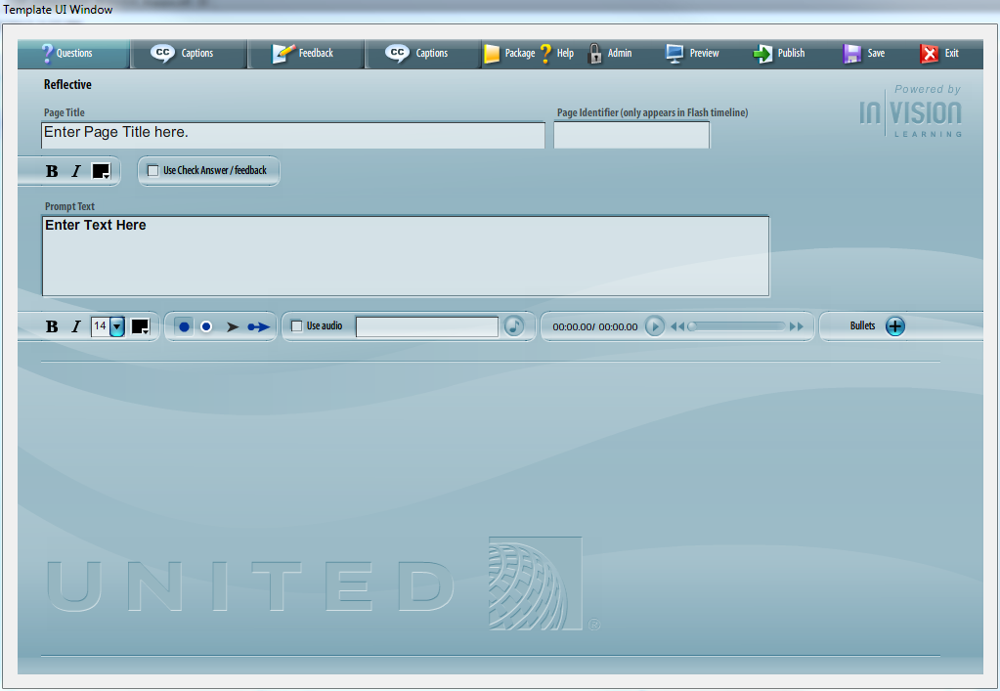 Template UI Window
Questions CC Captions Feedback CC Captions Package ? Help Admin Preview Publish Save Exit
Reflective
Powered by
IN VISION
LEARNING
Page Title Page Identifier (only appears in Flash timeline)
Enter Page Title here.
B I Use Check Answer / feedback
Prompt Text
Enter Text Here
B I 14 Use audio 00:00.00/ 00:00.00 Bullets
UNITED ®